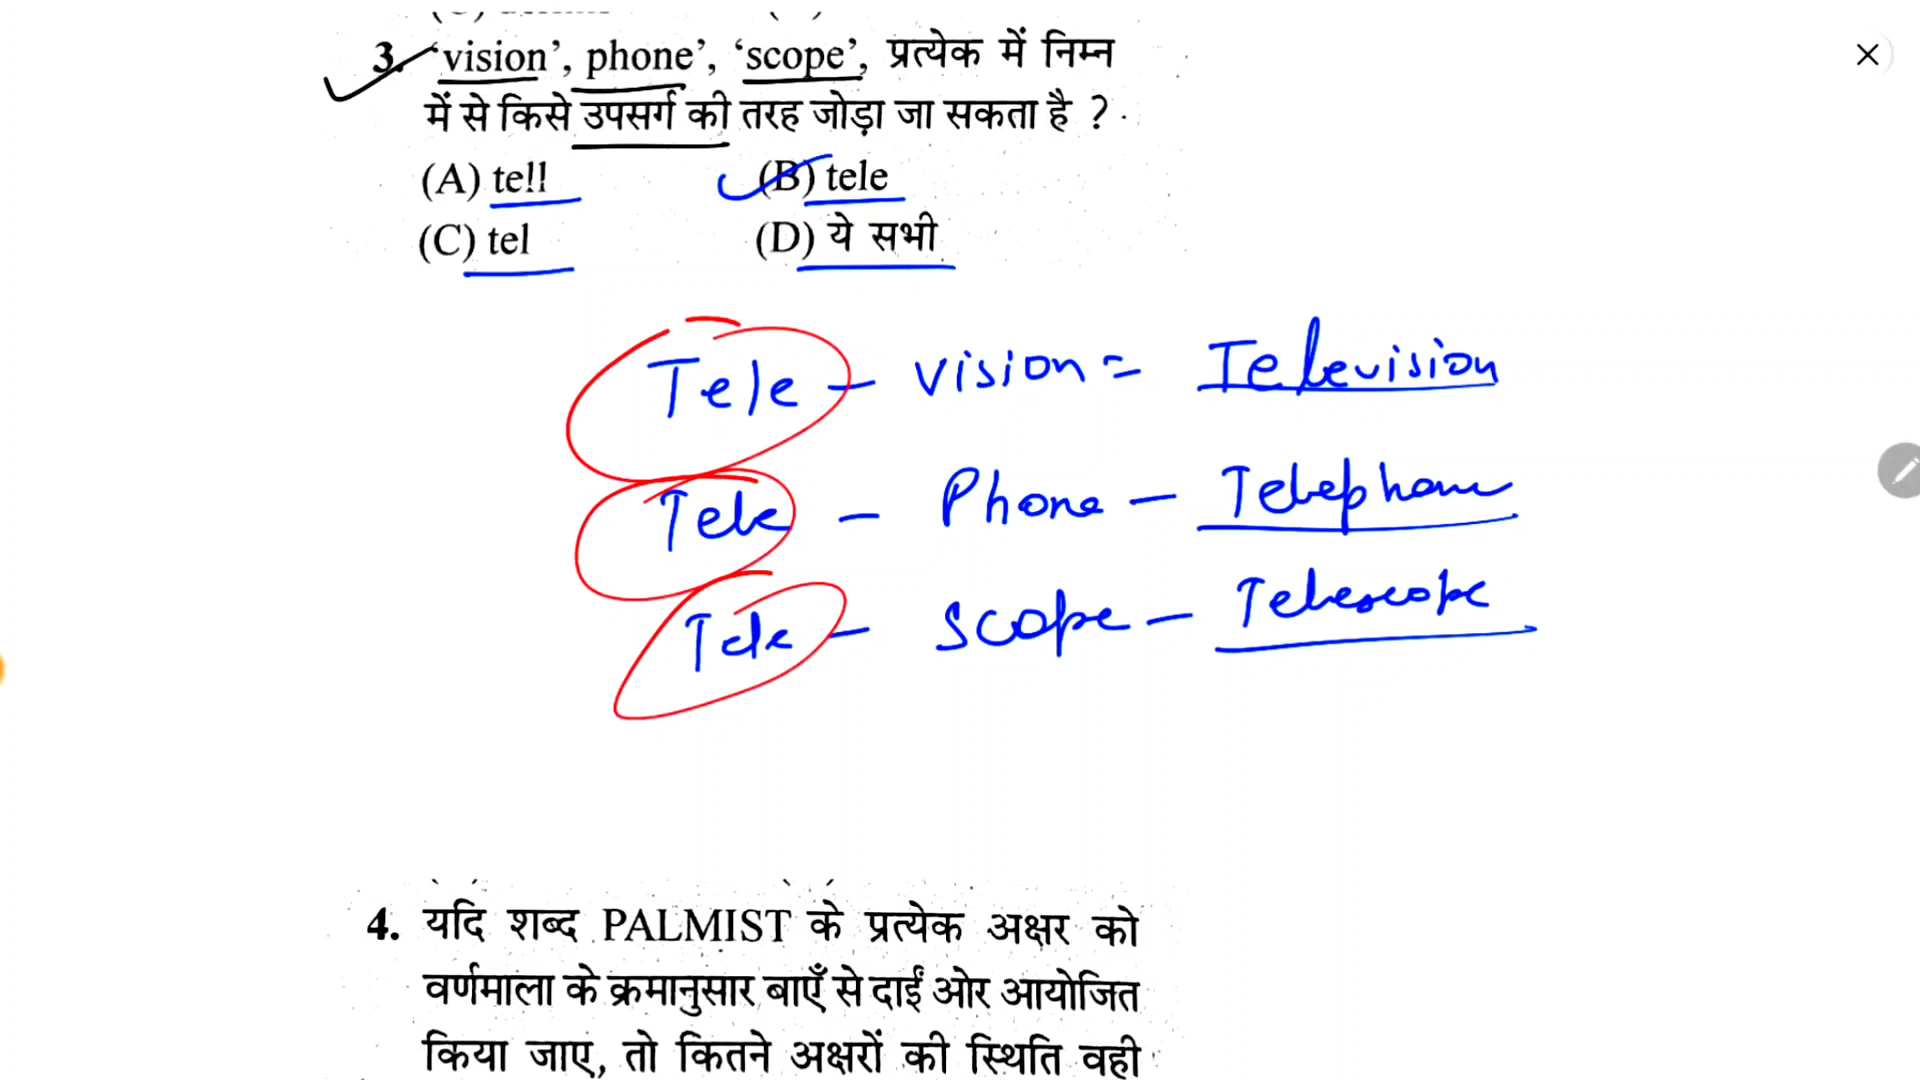 3. ‘vision’, phone’, ‘scope’, प्रत्येक में निम्न
में से किसे उपसर्ग की तरह जोड़ा जा सकता है ?
(A) tell (B) tele
(C) tel (D) ये सभी
Tele - vision = Television
Tele - Phone - Telephone
Tele - scope - Telescope
4. यदि शब्द PALMIST के प्रत्येक अक्षर को
वर्णमाला के क्रमानुसार बाएँ से दाईं ओर आयोजित
किया जाए, तो कितने अक्षरों की स्थिति वही